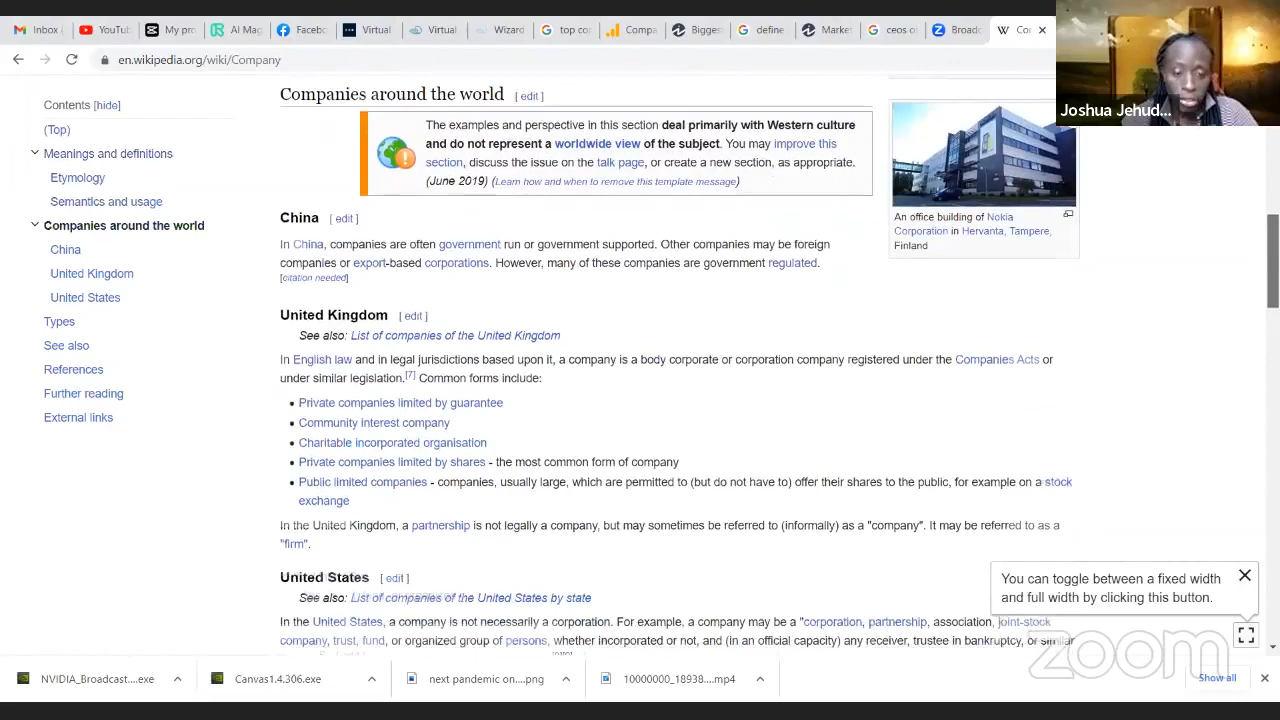 Inbox (
YouTub
My pro
AI Mag
Facebo
Virtual
Virtual
Wizard
top cor
Compa
Bigges
define
Market
ceos of
Broadc
Cor
en.wikipedia.org/wiki/Company
Joshua Jehud...
Contents [hide]
(Top)
Meanings and definitions
Etymology
Semantics and usage
Companies around the world
China
United Kingdom
United States
Types
See also
References
Further reading
External links
Companies around the world [ edit ]
The examples and perspective in this section deal primarily with Western culture
and do not represent a worldwide view of the subject. You may improve this
section, discuss the issue on the talk page, or create a new section, as appropriate.
(June 2019) (Learn how and when to remove this template message)
An office building of Nokia
Corporation in Hervanta, Tampere,
Finland
China [ edit ]
In China, companies are often government run or government supported. Other companies may be foreign
companies or export-based corporations. However, many of these companies are government regulated.
[citation needed]
United Kingdom [ edit ]
See also: List of companies of the United Kingdom
In English law and in legal jurisdictions based upon it, a company is a body corporate or corporation company registered under the Companies Acts or
under similar legislation.[7] Common forms include:
• Private companies limited by guarantee
• Community interest company
• Charitable incorporated organisation
• Private companies limited by shares - the most common form of company
• Public limited companies - companies, usually large, which are permitted to (but do not have to) offer their shares to the public, for example on a stock
exchange
In the United Kingdom, a partnership is not legally a company, but may sometimes be referred to (informally) as a "company". It may be referred to as a
"firm".
United States [ edit ]
See also: List of companies of the United States by state
In the United States, a company is not necessarily a corporation. For example, a company may be a "corporation, partnership, association, joint-stock
company, trust, fund, or organized group of persons, whether incorporated or not, and (in an official capacity) any receiver, trustee in bankruptcy, or similar
You can toggle between a fixed width
and full width by clicking this button.
zoom
NVIDIA_Broadcast....exe
Canvas1.4.306.exe
next pandemic on....png
10000000_18938....mp4
Show all